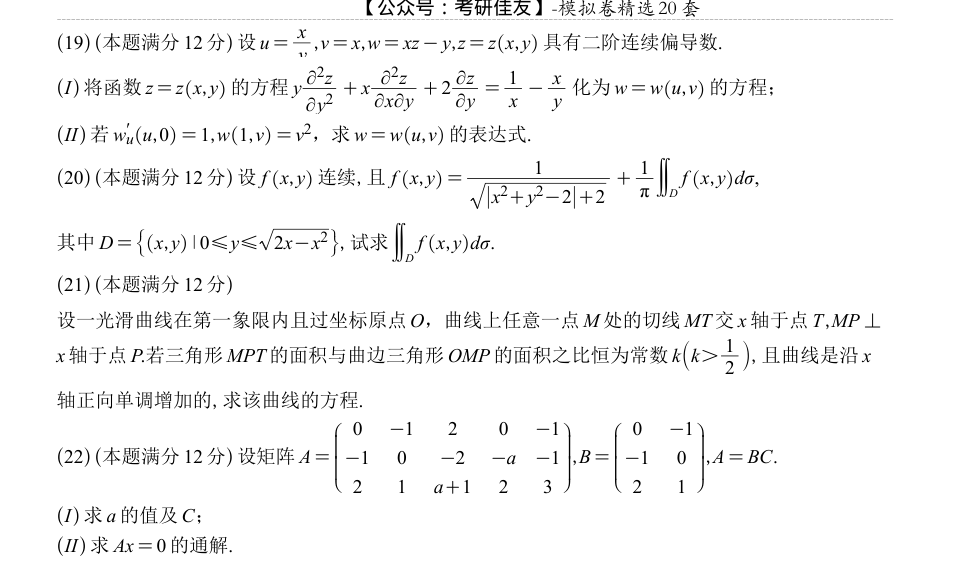 【公众号：考研佳友】-模拟卷精选20套
(19) (本题满分 12 分) 设 u = x/y, v = x, w = xz − y, z = z(x,y) 具有二阶连续偏导数.
(I) 将函数 z = z(x,y) 的方程 y ∂²z/∂y² + x ∂²z/∂x∂y + 2 ∂z/∂y = 1/x − x/y 化为 w = w(u,v) 的方程；
(II) 若 w′ᵤ(u,0) = 1, w(1,v) = v²，求 w = w(u,v) 的表达式.
(20) (本题满分 12 分) 设 f(x,y) 连续, 且 f(x,y) = 1/√(|x²+y²−2|+2) + 1/π ∬_D f(x,y)dσ,
其中 D = {(x,y) | 0⩽y⩽√(2x−x²)}, 试求 ∬_D f(x,y)dσ.
(21) (本题满分 12 分)
设一光滑曲线在第一象限内且过坐标原点 O，曲线上任意一点 M 处的切线 MT 交 x 轴于点 T, MP ⊥
x 轴于点 P.若三角形 MPT 的面积与曲边三角形 OMP 的面积之比恒为常数 k(k > 1/2), 且曲线是沿 x
轴正向单调增加的, 求该曲线的方程.
(22) (本题满分 12 分) 设矩阵 A = (0 −1 2 0 −1; −1 0 −2 −a −1; 2 1 a+1 2 3), B = (0 −1; −1 0; 2 1), A = BC.
(I) 求 a 的值及 C；
(II) 求 Ax = 0 的通解.